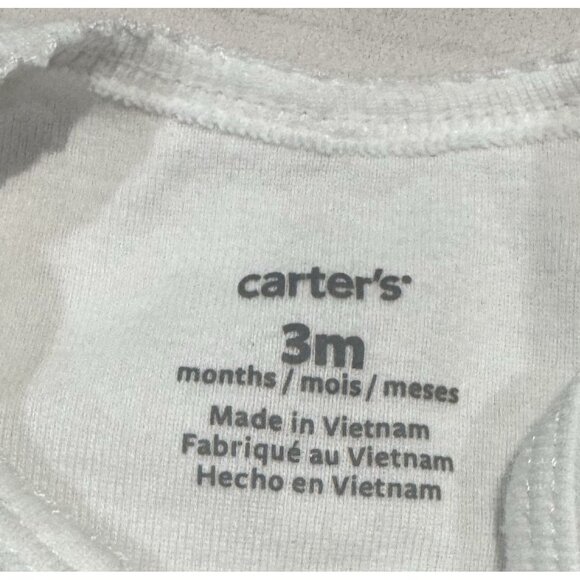 carter's
3m
months / mois / meses
Made in Vietnam
Fabriqué au Vietnam
Hecho en Vietnam